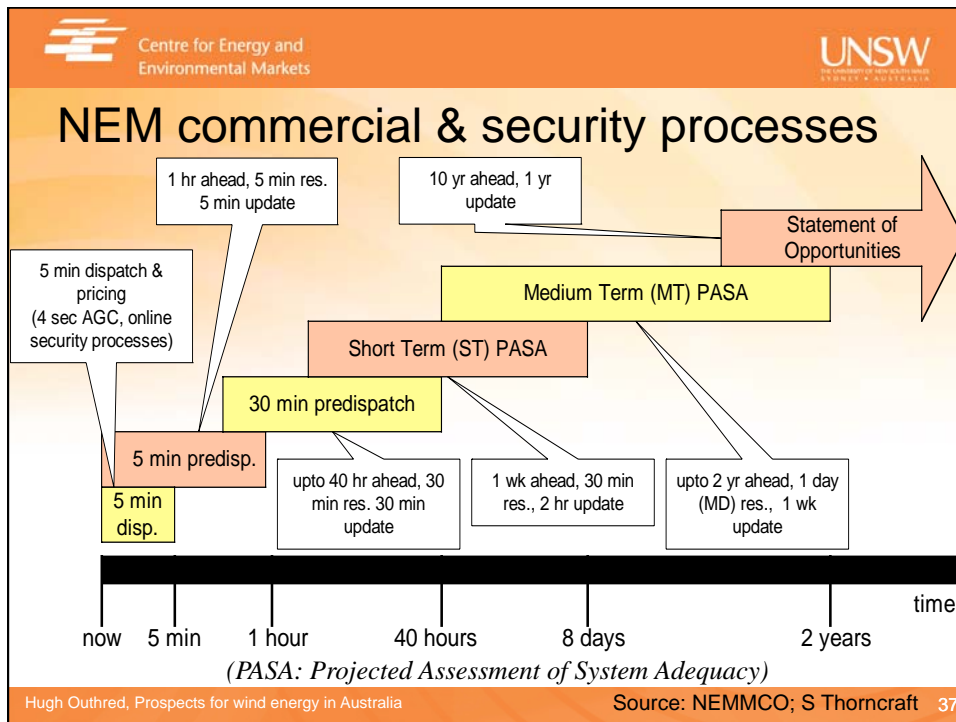 Centre for Energy and
Environmental Markets
UNSW
THE UNIVERSITY OF NEW SOUTH WALES
SYDNEY • AUSTRALIA
NEM commercial & security processes
1 hr ahead, 5 min res.
5 min update
10 yr ahead, 1 yr
update
Statement of
Opportunities
5 min dispatch &
pricing
(4 sec AGC, online
security processes)
Medium Term (MT) PASA
Short Term (ST) PASA
30 min predispatch
5 min predisp.
5 min
disp.
upto 40 hr ahead, 30
min res. 30 min
update
1 wk ahead, 30 min
res., 2 hr update
upto 2 yr ahead, 1 day
(MD) res., 1 wk
update
time
now
5 min
1 hour
40 hours
8 days
2 years
(PASA: Projected Assessment of System Adequacy)
Hugh Outhred, Prospects for wind energy in Australia
Source: NEMMCO; S Thorncraft
37